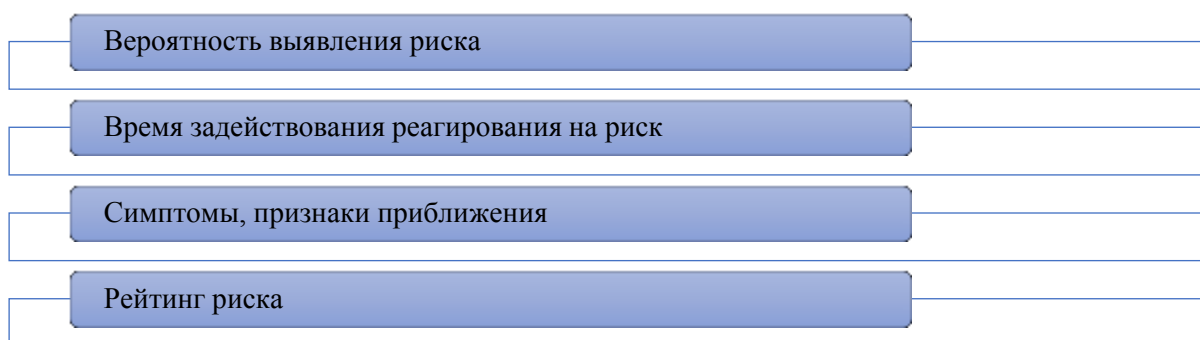 Вероятность выявления риска
Время задействования реагирования на риск
Симптомы, признаки приближения
Рейтинг риска